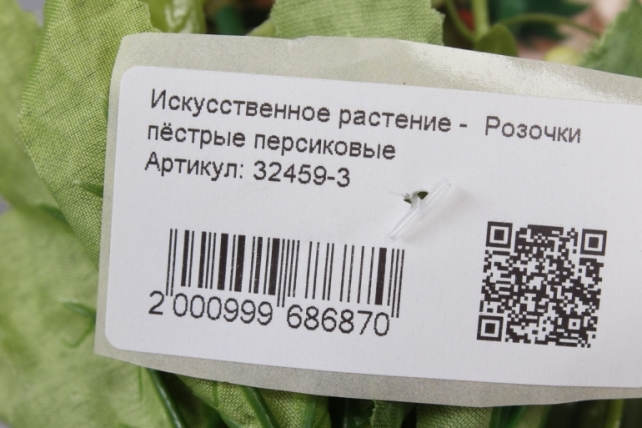 Искусственное растение - Розочки
пёстрые персиковые
Артикул: 32459-3
2 000999 686870